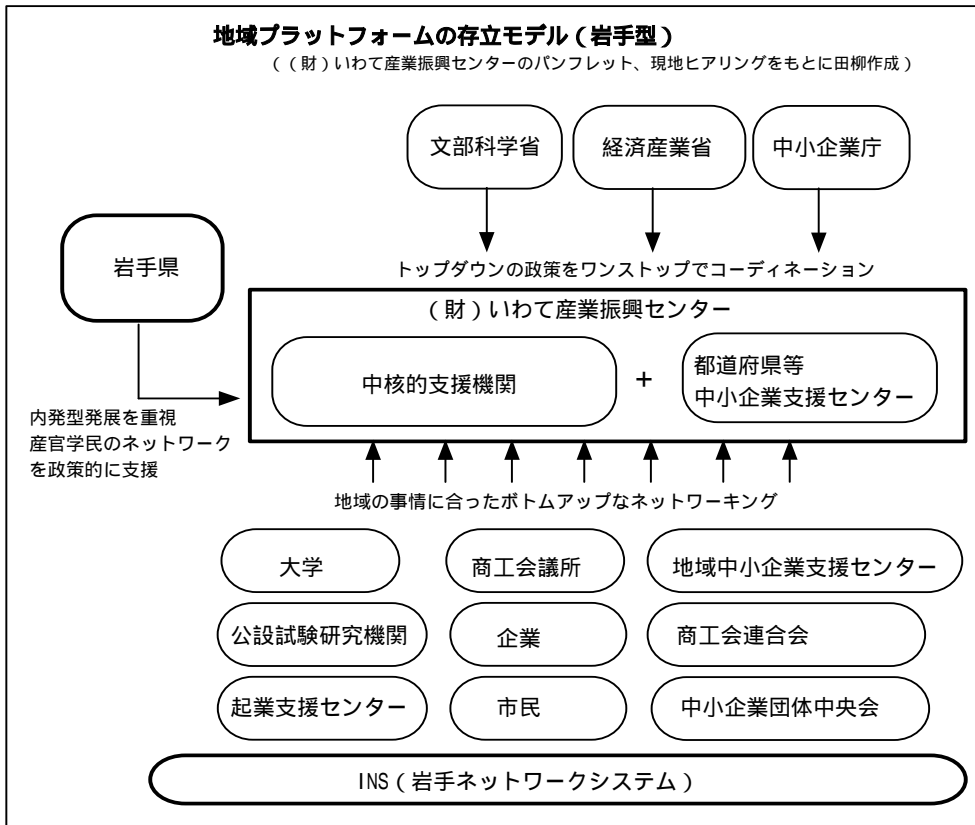 地域プラットフォームの存立モデル(岩手型)
((財)いわて産業振興センターのパンフレット、現地ヒアリングをもとに田柳作成)
文部科学省
経済産業省
中小企業庁
岩手県
トップダウンの政策をワンストップでコーディネーション
(財)いわて産業振興センター
中核的支援機関
+
都道府県等
中小企業支援センター
内発型発展を重視
産官学民のネットワーク
を政策的に支援
地域の事情に合ったボトムアップなネットワーキング
大学
商工会議所
地域中小企業支援センター
公設試験研究機関
企業
商工会連合会
起業支援センター
市民
中小企業団体中央会
INS(岩手ネットワークシステム)